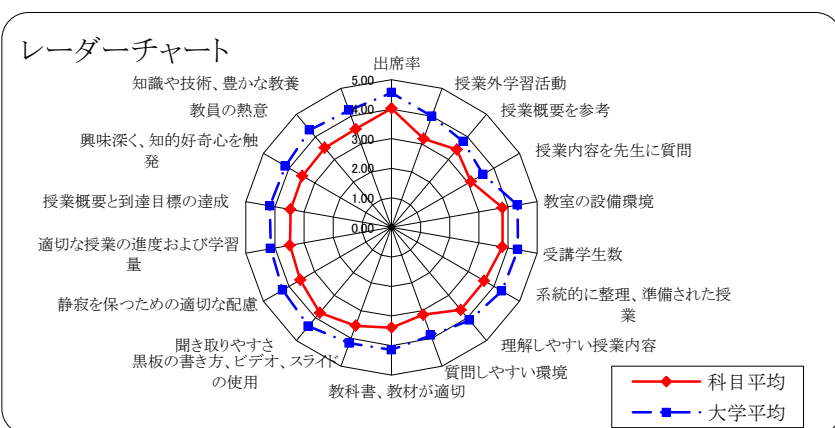 レーダーチャート
出席率
授業外学習活動
授業概要を参考
授業内容を先生に質問
教室の設備環境
受講学生数
系統的に整理、準備された授
業
理解しやすい授業内容
質問しやすい環境
教科書、教材が適切
黒板の書き方、ビデオ、スライド
の使用
聞き取りやすさ
静寂を保つための適切な配慮
適切な授業の進度および学習
量
授業概要と到達目標の達成
興味深く、知的好奇心を触
発
教員の熱意
知識や技術、豊かな教養
5.00
4.00
3.00
2.00
1.00
0.00
科目平均
大学平均